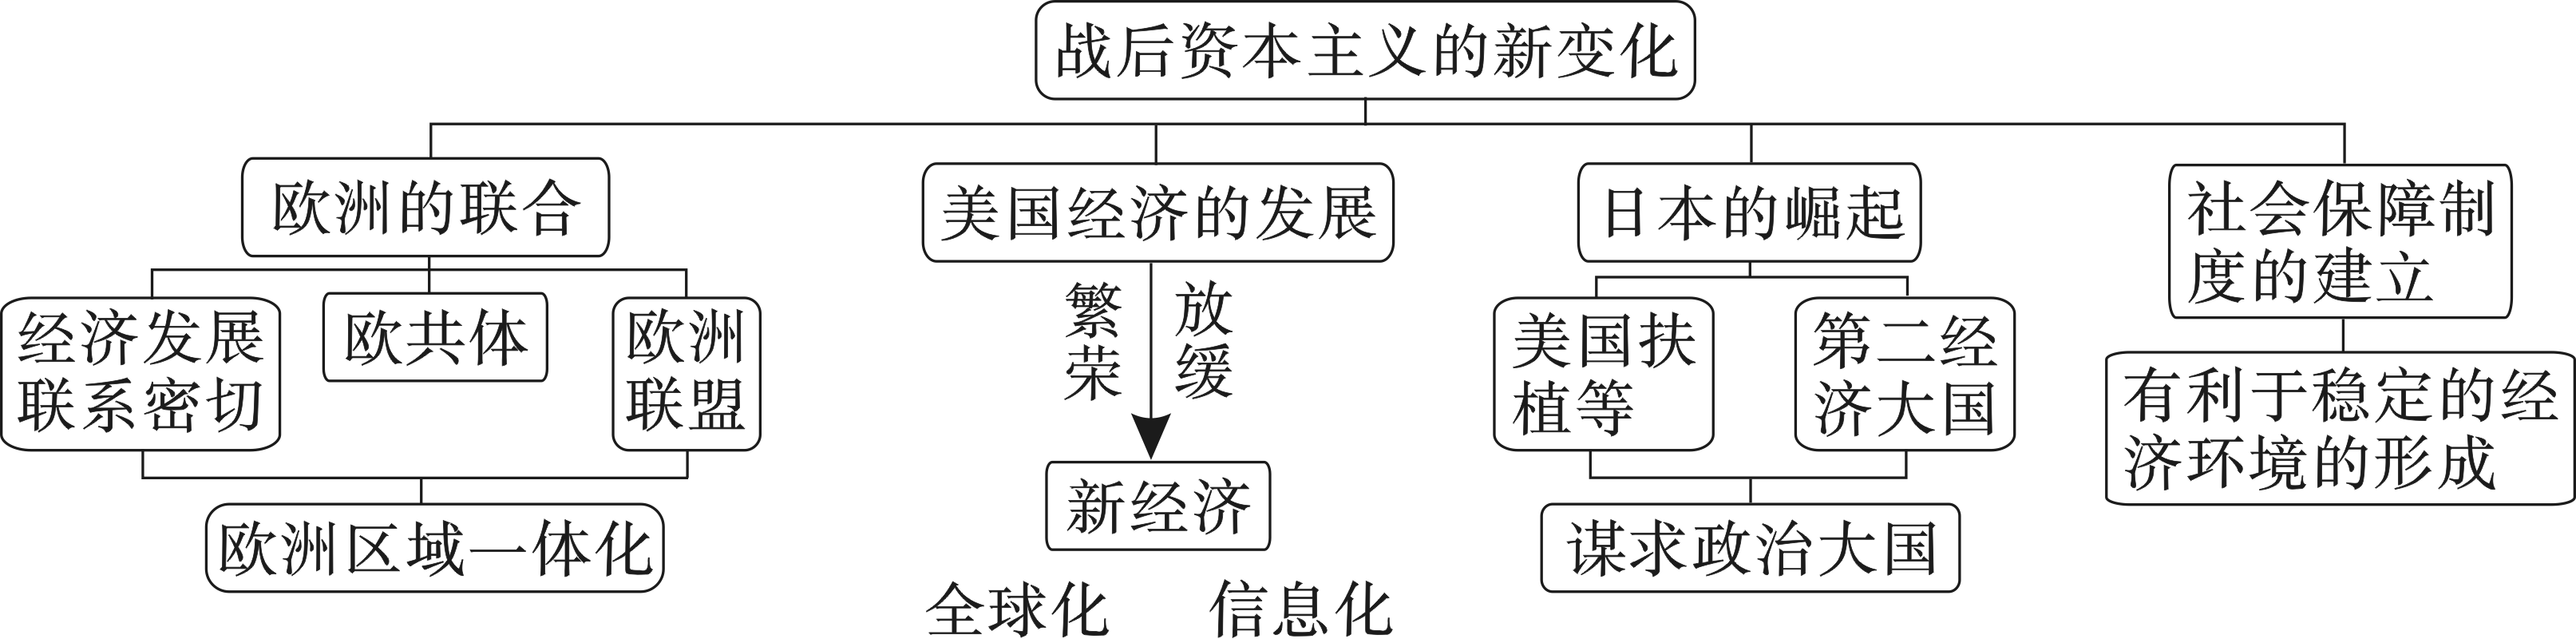 战后资本主义的新变化
欧洲的联合
美国经济的发展
日本的崛起
社会保障制
度的建立
经济发展
联系密切
欧共体
欧洲
联盟
繁荣
放缓
美国扶
植等
第二经
济大国
有利于稳定的经
济环境的形成
欧洲区域一体化
新经济
谋求政治大国
全球化
信息化